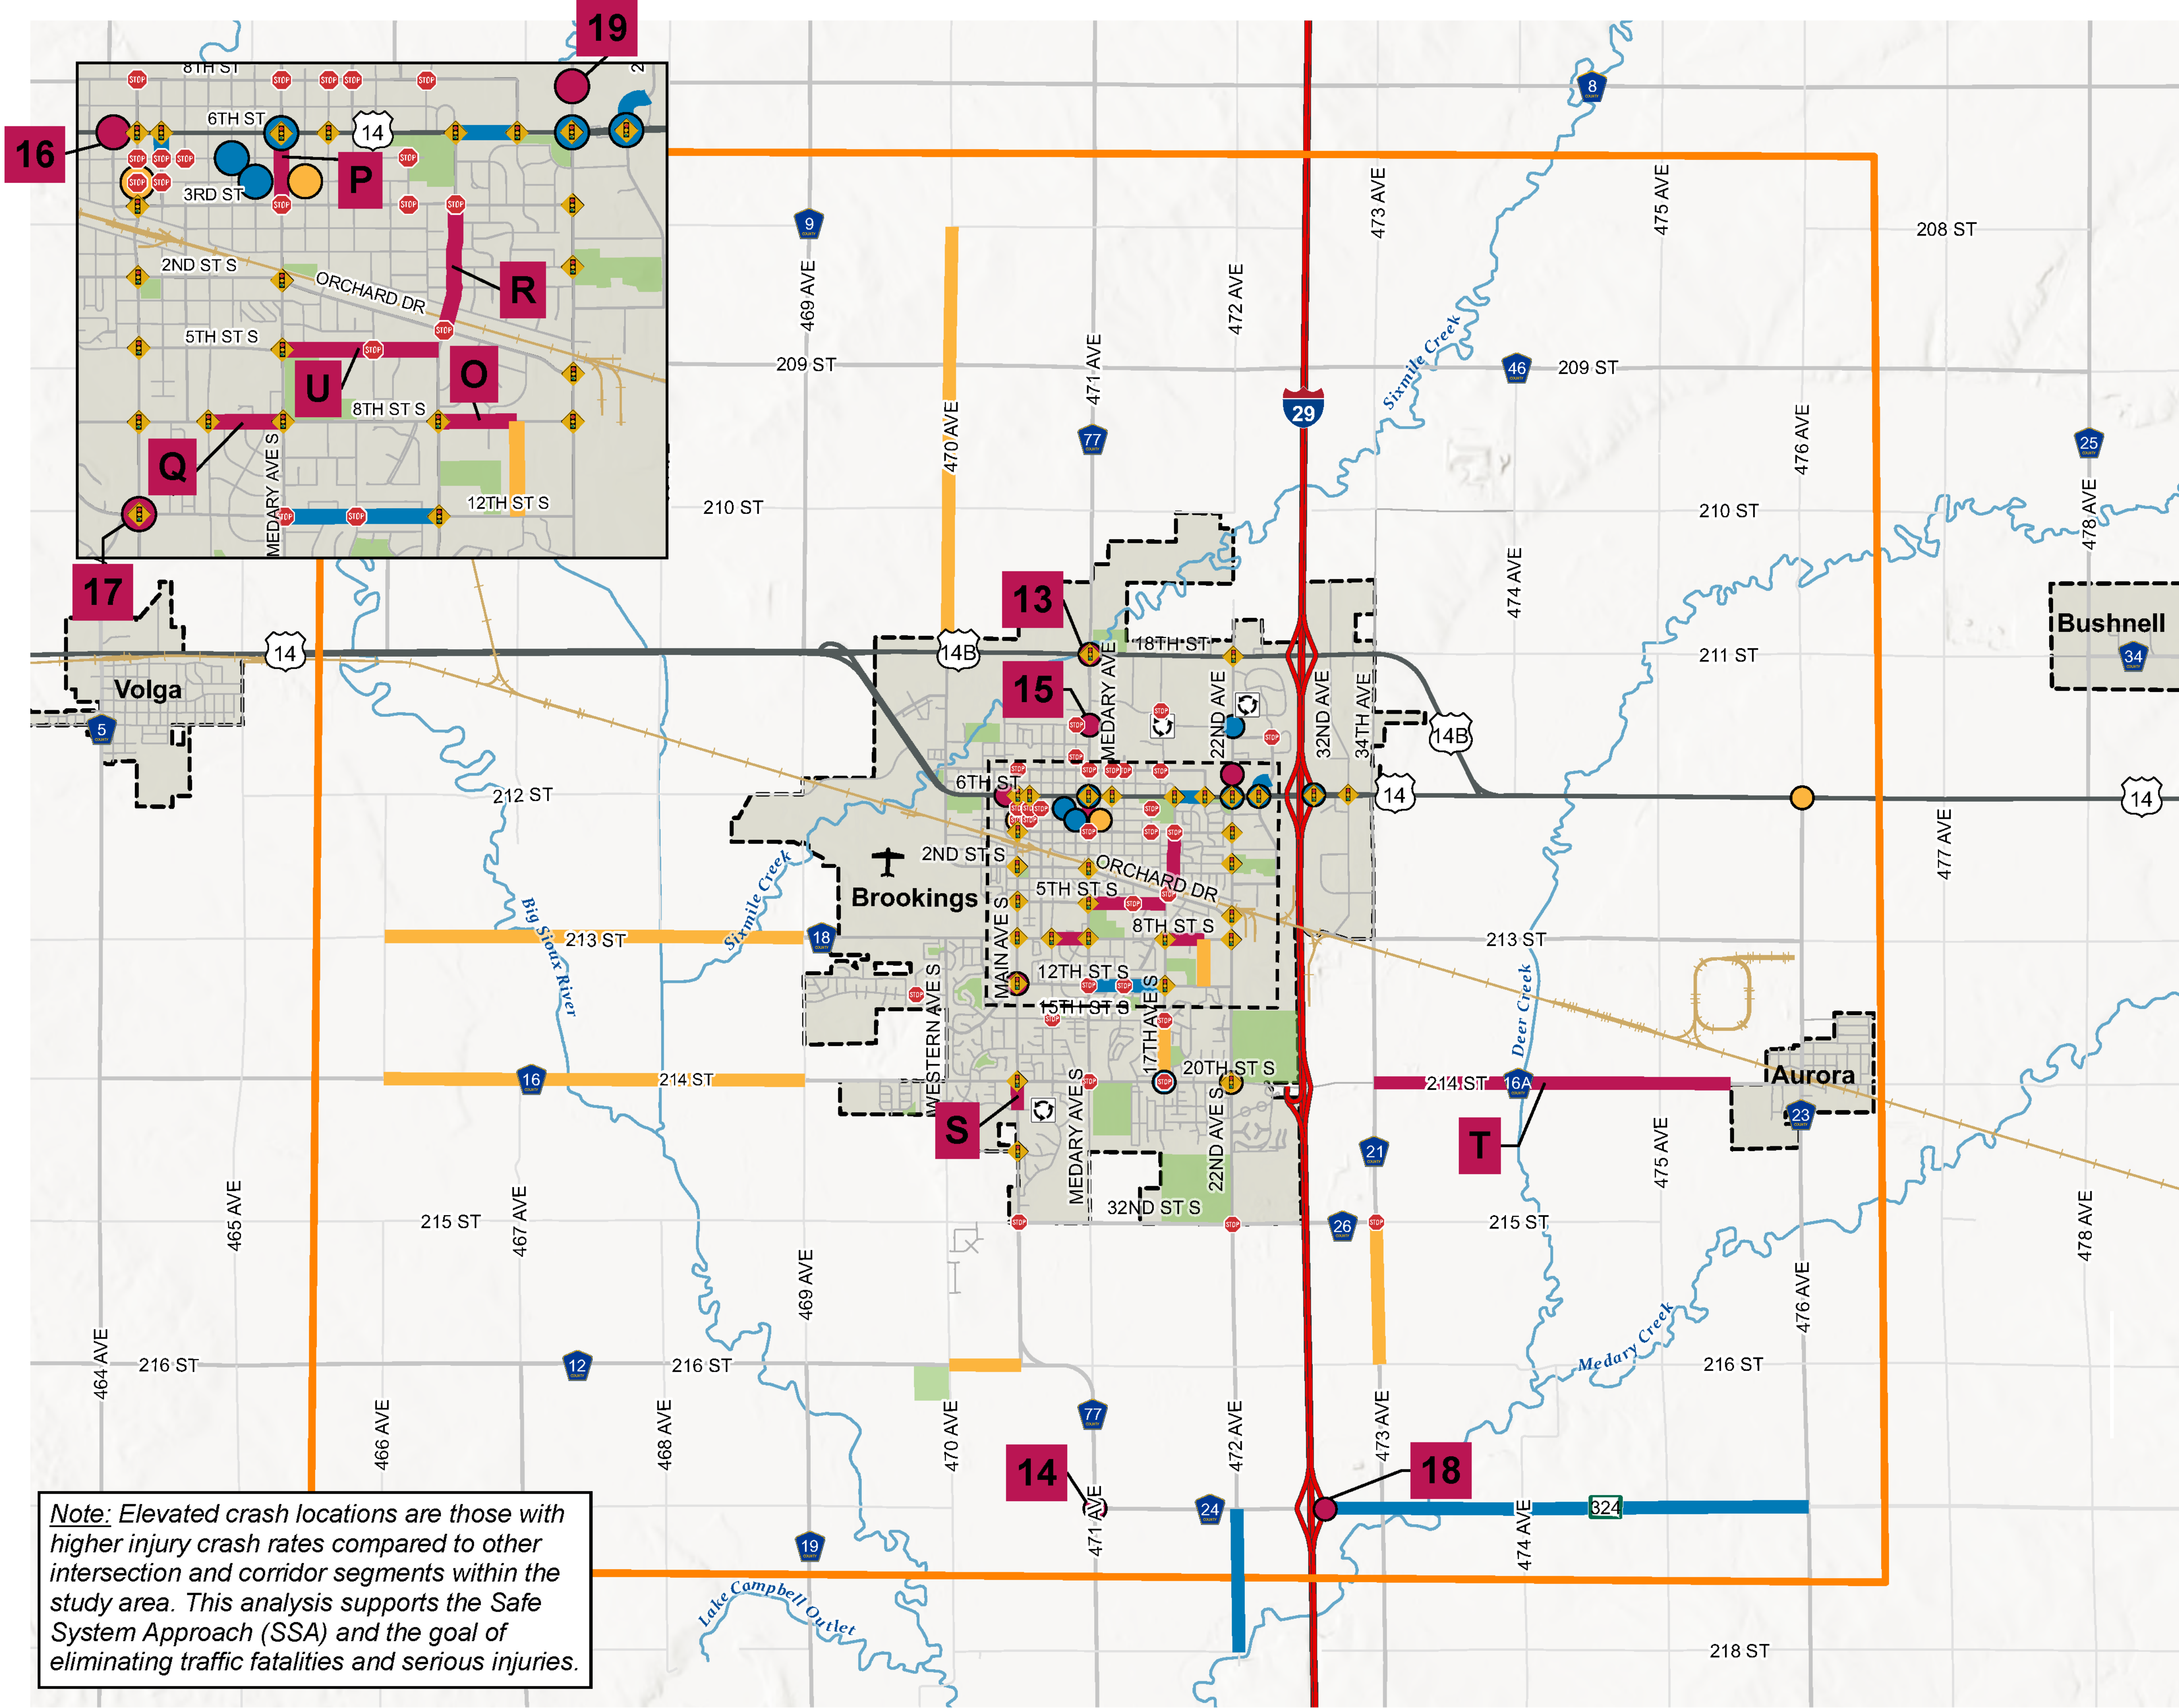 19
8TH ST
6TH ST
14
16
P
3RD ST
2ND ST S
ORCHARD DR
R
5TH ST S
U
O
8TH ST S
Q
MEDARY AVE S
12TH ST S
17
8
9
469 AVE
472 AVE
473 AVE
475 AVE
208 ST
209 ST
471 AVE
470 AVE
77
29
Sixmile Creek
46
209 ST
476 AVE
25
478 AVE
210 ST
210 ST
474 AVE
13
14
14B
18TH ST
211 ST
Bushnell
34
Volga
5
15
MEDARY AVE
22ND AVE
32ND AVE
34TH AVE
14B
212 ST
6TH ST
14
14
477 AVE
2ND ST S
ORCHARD DR
Brookings
5TH ST S
MAIN AVE S
8TH ST S
Sixmile Creek
Big Sioux River
213 ST
18
213 ST
12TH ST S
15TH ST S
WESTERN AVE S
17TH AVE S
Deer Creek
16
214 ST
20TH ST S
214 ST
16A
Aurora
23
S
MEDARY AVE S
22ND AVE S
21
T
475 AVE
465 AVE
467 AVE
215 ST
32ND ST S
26
215 ST
478 AVE
469 AVE
476 AVE
Medary Creek
464 AVE
216 ST
12
216 ST
216 ST
466 AVE
468 AVE
470 AVE
77
472 AVE
473 AVE
14
18
471 AVE
24
474 AVE
324
19
Lake Campbell Outlet
218 ST
Note: Elevated crash locations are those with
higher injury crash rates compared to other
intersection and corridor segments within the
study area. This analysis supports the Safe
System Approach (SSA) and the goal of
eliminating traffic fatalities and serious injuries.